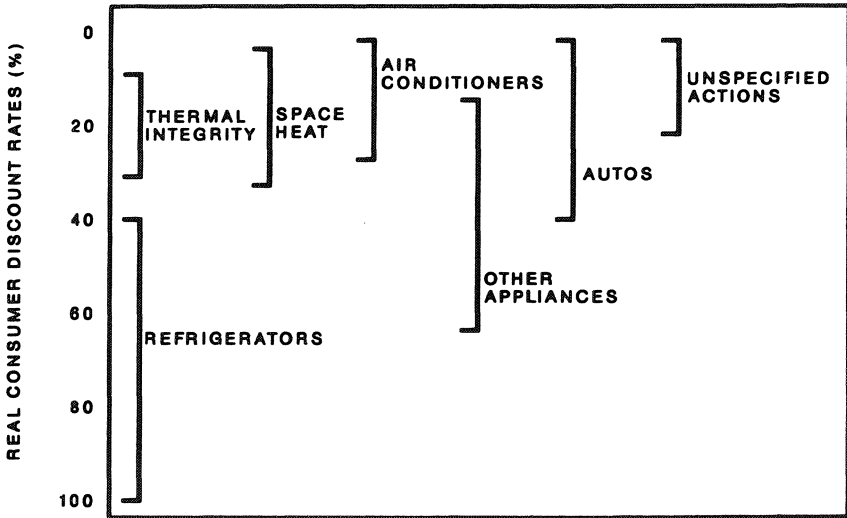 REAL CONSUMER DISCOUNT RATES (%)
0
20
40
60
80
100
THERMAL
INTEGRITY
SPACE
HEAT
AIR
CONDITIONERS
UNSPECIFIED
ACTIONS
AUTOS
OTHER
APPLIANCES
REFRIGERATORS